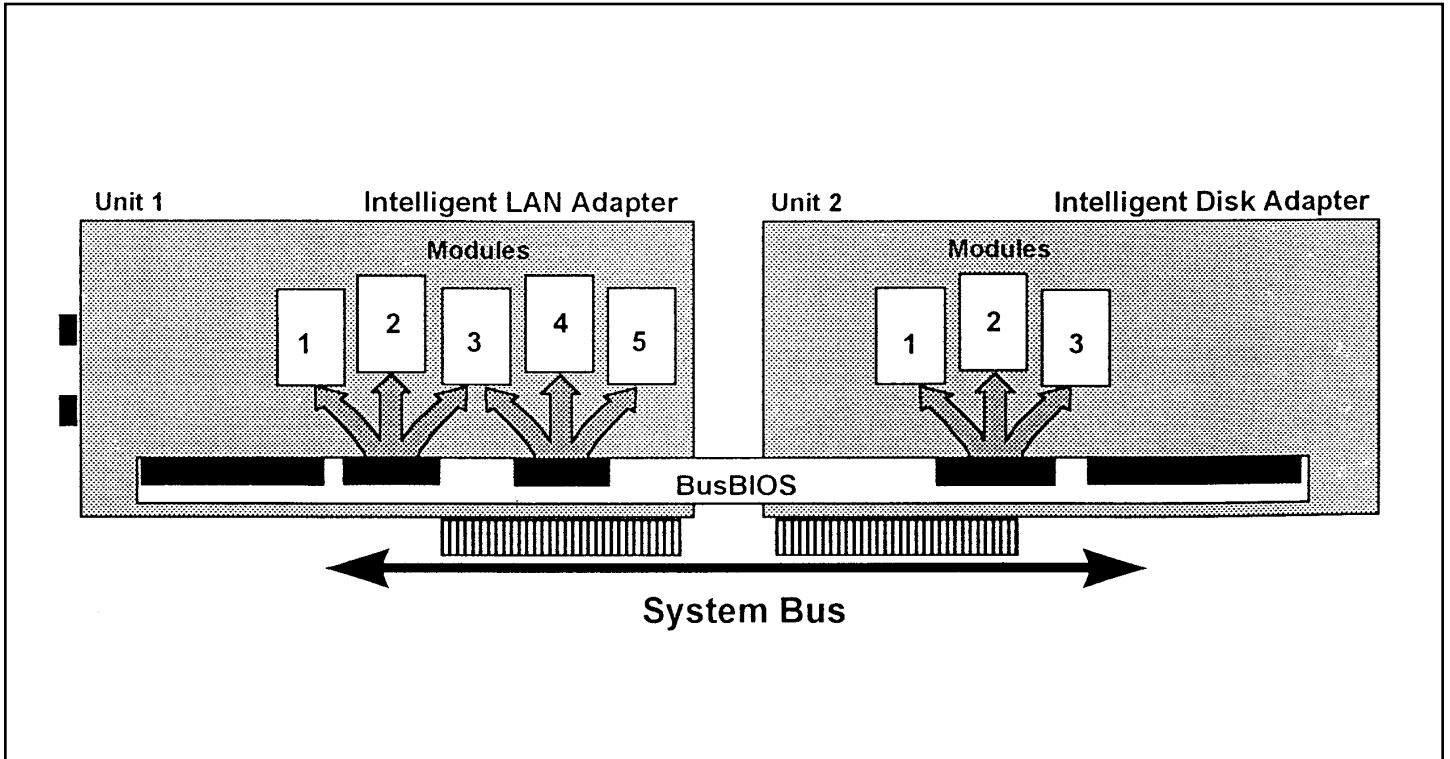 Unit 1
Intelligent LAN Adapter
Unit 2
Intelligent Disk Adapter
Modules
Modules
1
2
3
4
5
1
2
3
BusBIOS
System Bus